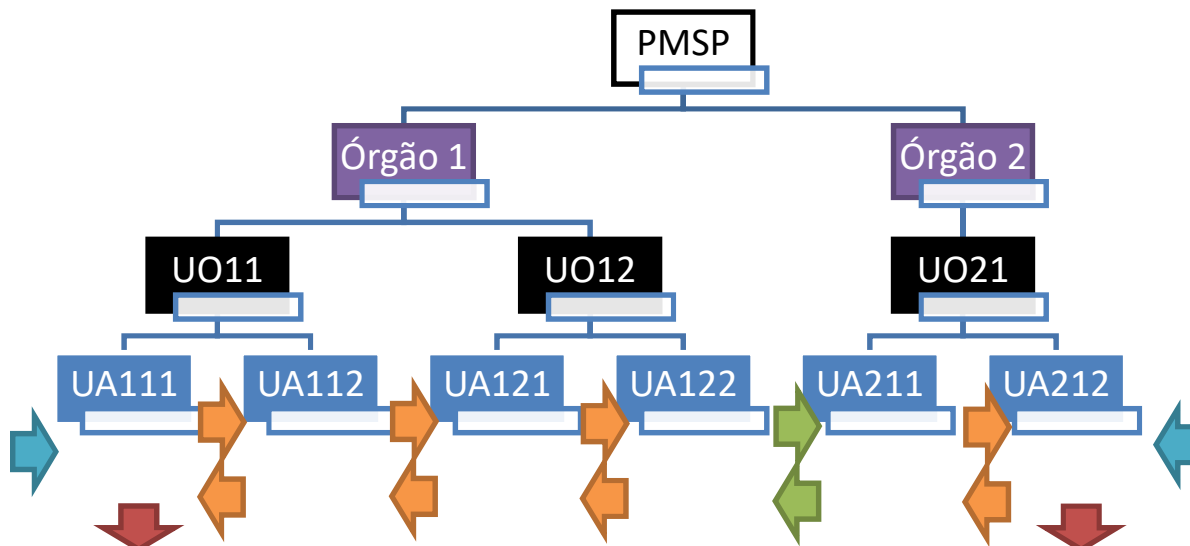 PMSP
Órgão 1
Órgão 2
UO11
UO12
UO21
UA111
UA112
UA121
UA122
UA211
UA212